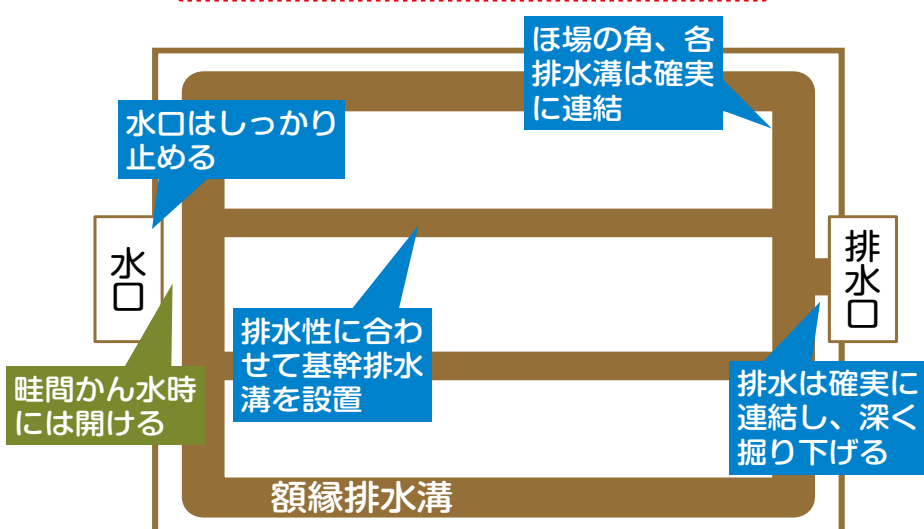 ほ場の角、各
排水溝は確実
に連結
水口はしっかり
止める
水口
排水口
排水性に合わ
せて基幹排水
溝を設置
畦間かん水時
には開ける
排水は確実に
連結し、深く
掘り下げる
額縁排水溝